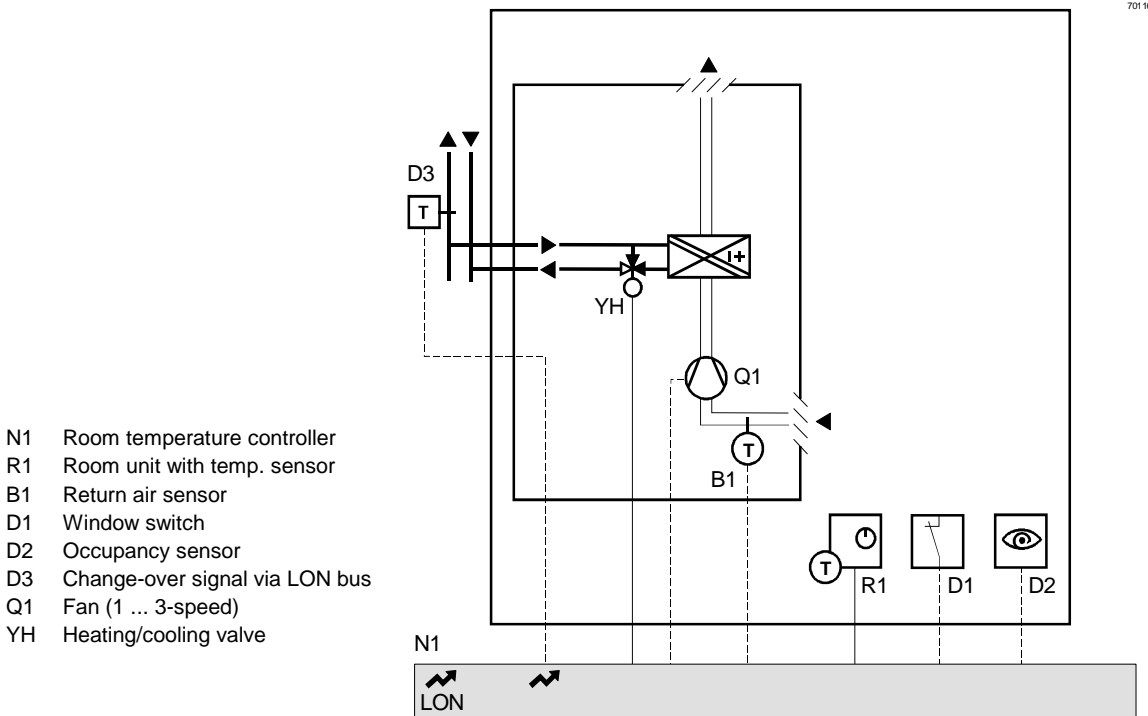 70110
D3
T
I+
YH
Q1
T
B1
N1 Room temperature controller
R1 Room unit with temp. sensor
B1 Return air sensor
D1 Window switch
D2 Occupancy sensor
D3 Change-over signal via LON bus
Q1 Fan (1 ... 3-speed)
YH Heating/cooling valve
T
R1
D1
D2
N1
LON